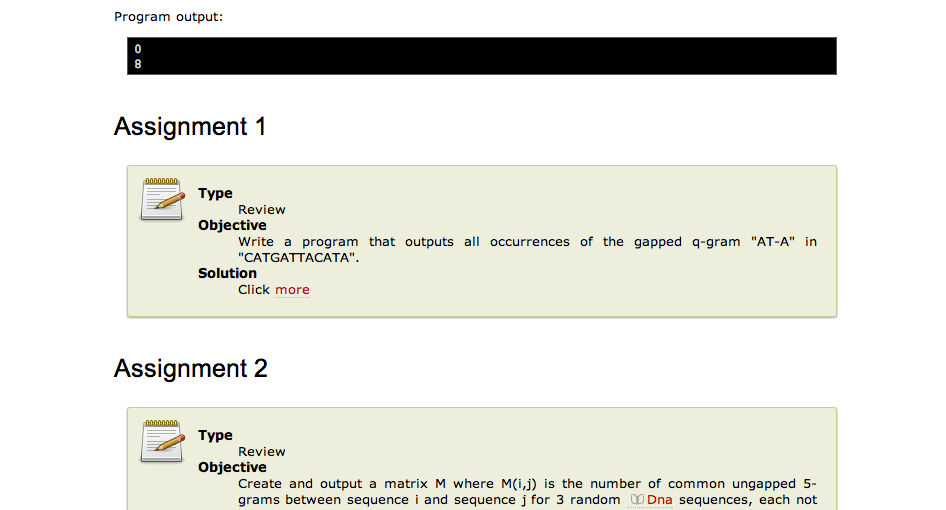 Program output:
0
8
Assignment 1
Type
Review
Objective
Write a program that outputs all occurrences of the gapped q-gram "AT-A" in
"CATGATTACATA".
Solution
Click more
Assignment 2
Type
Review
Objective
Create and output a matrix M where M(i,j) is the number of common ungapped 5-
grams between sequence i and sequence j for 3 random Dna sequences, each not